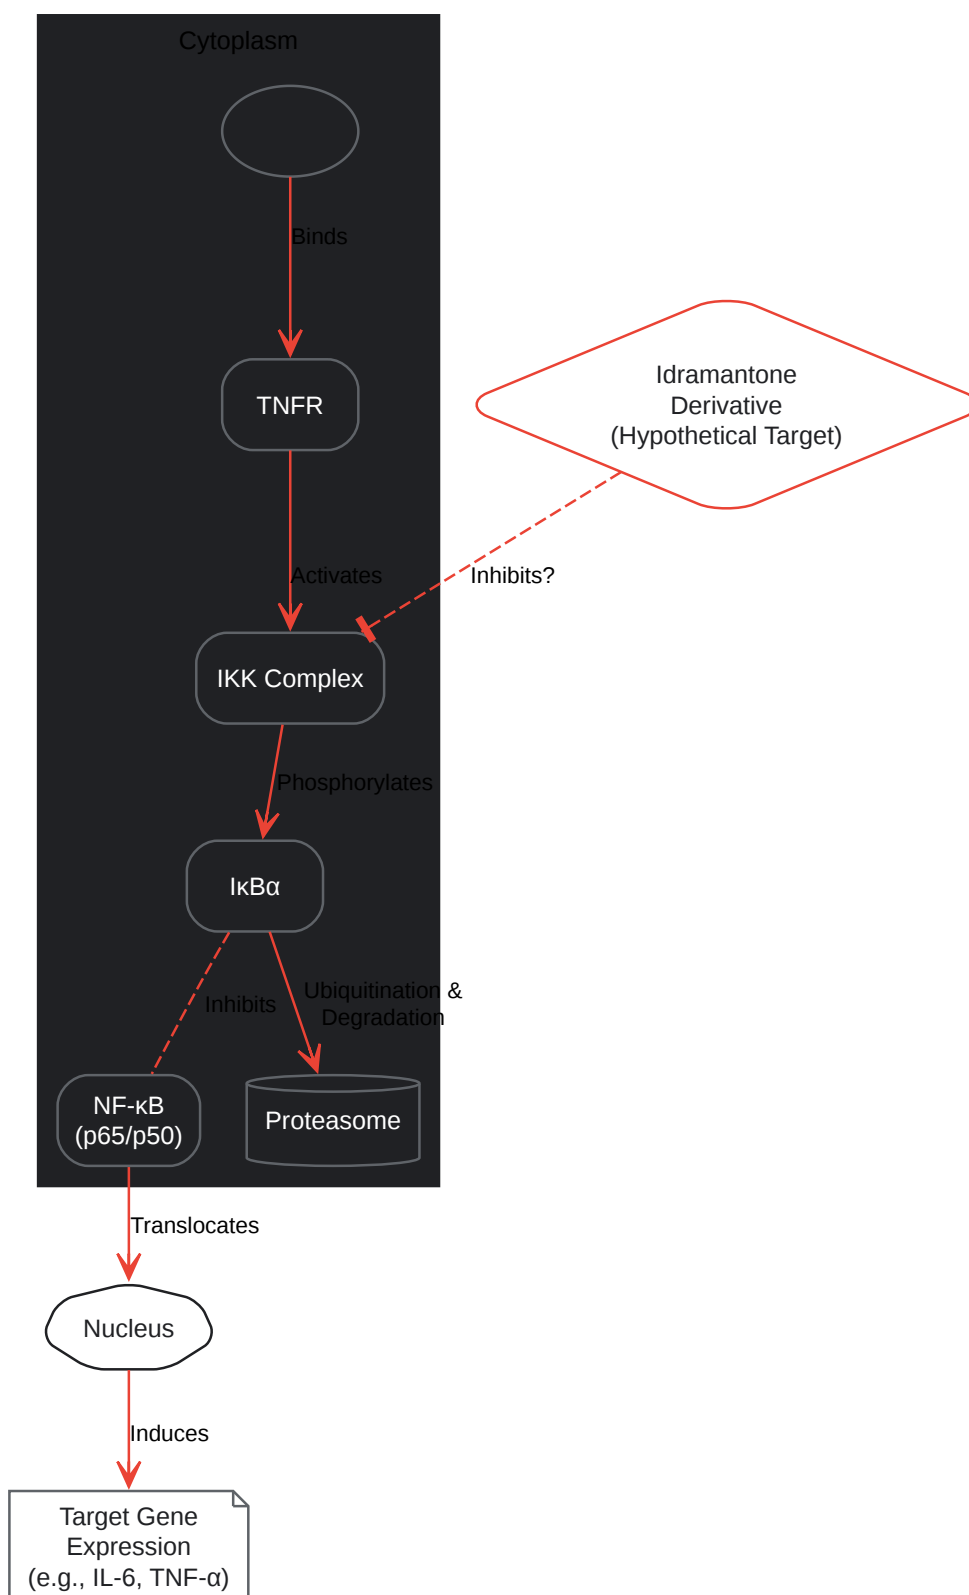 Cytoplasm
Binds
TNFR
Idramantone
Derivative
(Hypothetical Target)
Activates
Inhibits?
IKK Complex
Phosphorylates
IκBα
Inhibits
Ubiquitination &
Degradation
NF-κB
(p65/p50)
Proteasome
Translocates
Nucleus
Induces
Target Gene
Expression
(e.g., IL-6, TNF-α)